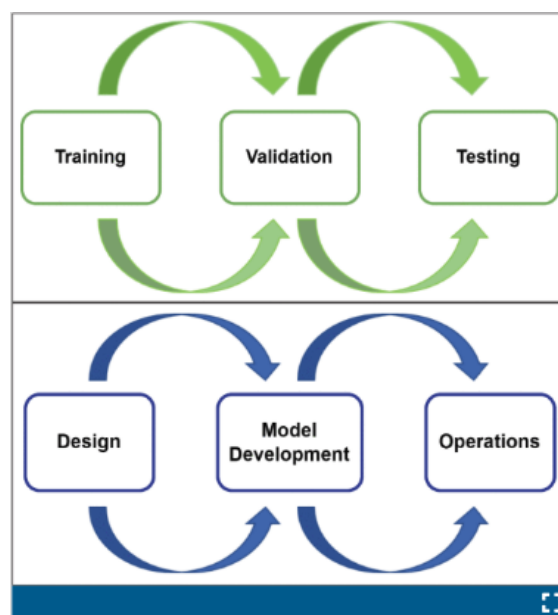 Training
Validation
Testing
Design
Model
Development
Operations